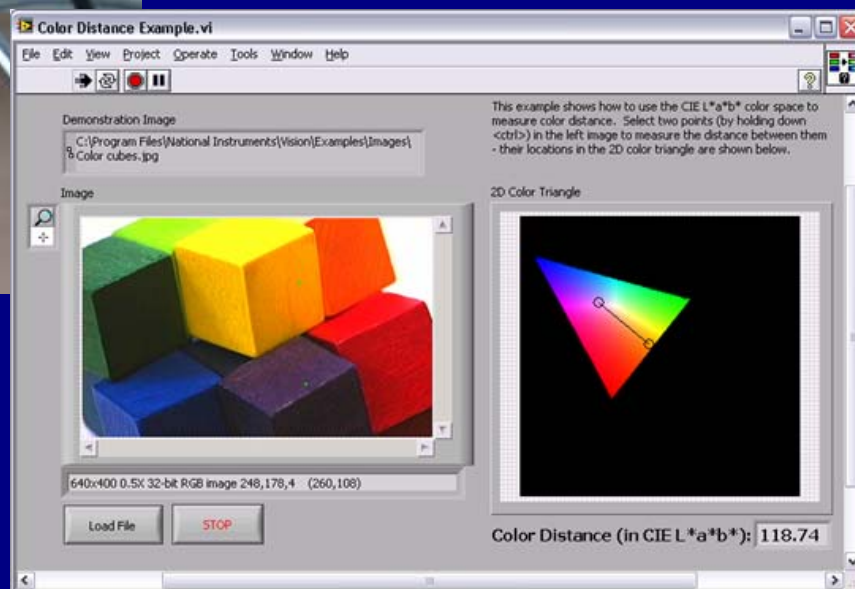 Color Distance Example.vi
File Edit View Project Operate Tools Window Help
Demonstration Image
C:\Program Files\National Instruments\Vision\Examples\Images\
Color cubes.jpg
This example shows how to use the CIE L*a*b* color space to
measure color distance. Select two points (by holding down
<ctrl>) in the left image to measure the distance between them
- their locations in the 2D color triangle are shown below.
Image
2D Color Triangle
640x400 0.5X 32-bit RGB image 248,178,4 (260,108)
Load File
STOP
Color Distance (in CIE L*a*b*): 118.74